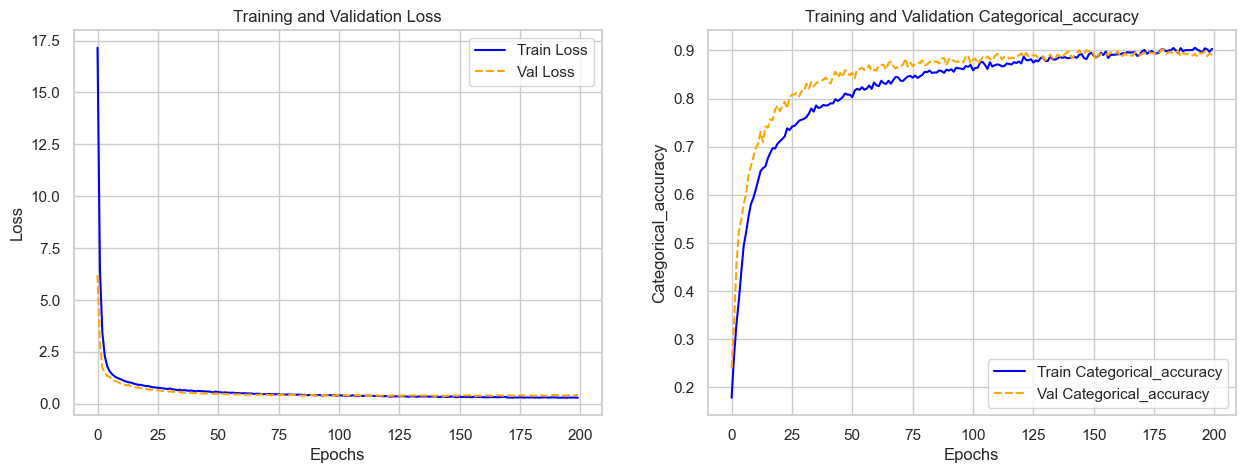 Training and Validation Loss
17.5
15.0
12.5
10.0
7.5
5.0
2.5
0.0
Loss
Train Loss
Val Loss
0 25 50 75 100 125 150 175 200
Epochs
Training and Validation Categorical_accuracy
0.9
0.8
0.7
0.6
0.5
0.4
0.3
0.2
Categorical_accuracy
Train Categorical_accuracy
Val Categorical_accuracy
0 25 50 75 100 125 150 175 200
Epochs